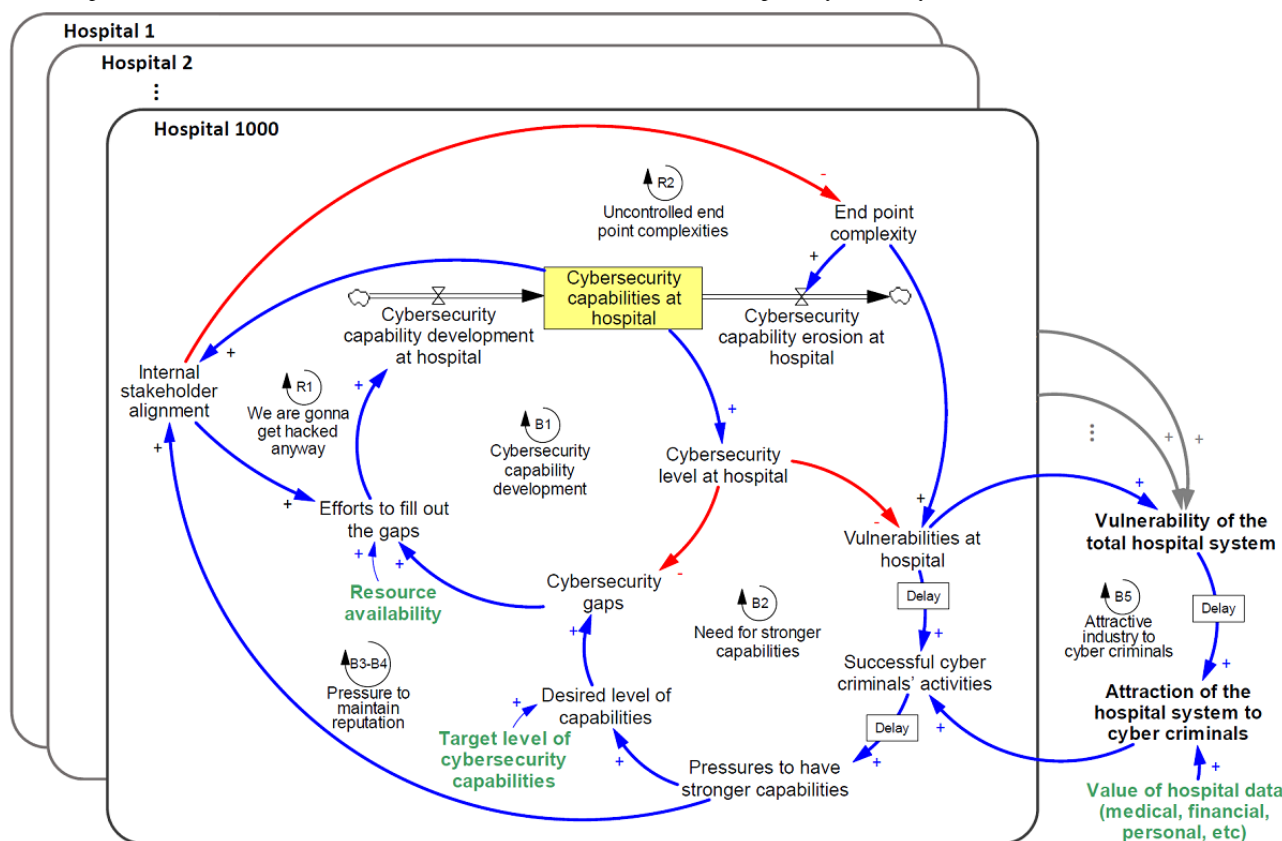 Hospital 1
Hospital 2
⋮
Hospital 1000
R2
Uncontrolled end
point complexities
-
End point
complexity
+
Cybersecurity
capabilities at
hospital
Cybersecurity
capability development
at hospital
Cybersecurity
capability erosion at
hospital
+
Internal
stakeholder
alignment
+
R1
We are gonna
get hacked
anyway
+
B1
Cybersecurity
capability
development
+
Cybersecurity
level at hospital
+
Efforts to fill out
the gaps
+
+
Resource
availability
-
Cybersecurity
gaps
+
-
+
Vulnerabilities at
hospital
Delay
+
B2
Need for stronger
capabilities
B3-B4
Pressure to
maintain
reputation
+
Desired level of
capabilities
Target level of
cybersecurity
capabilities
+
Successful cyber
criminals' activities
+
Delay
+
Pressures to have
stronger capabilities
⋮
+
+
+
Vulnerability of the
total hospital system
B5
Attractive
industry to
cyber criminals
Delay
+
Attraction of the
hospital system to
cyber criminals
+
Value of hospital data
(medical, financial,
personal, etc)